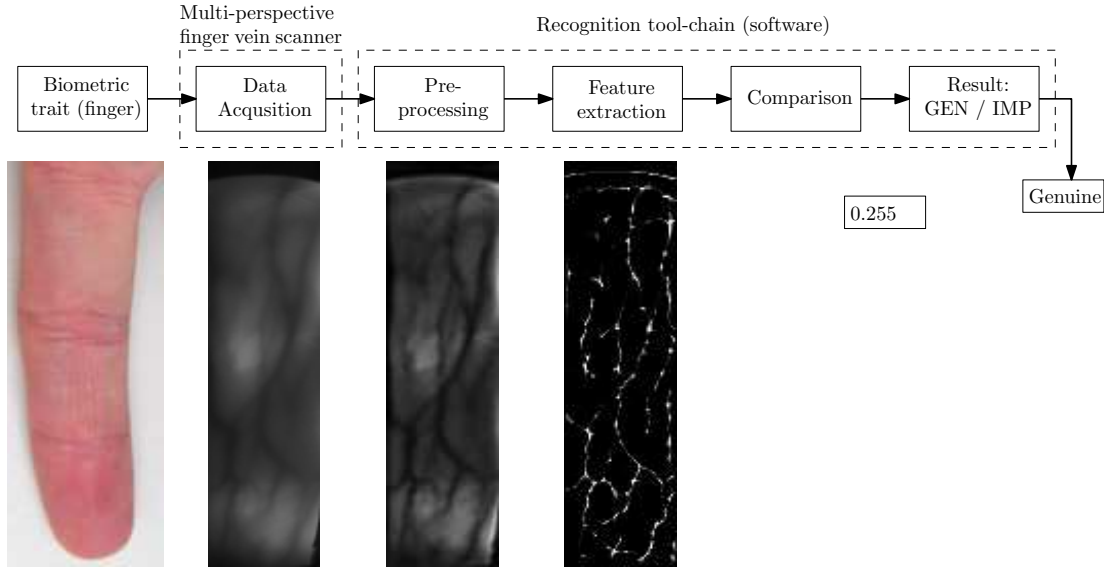 Multi-perspective
finger vein scanner
Recognition tool-chain (software)
Biometric
trait (finger)
Data
Acqusition
Pre-
processing
Feature
extraction
Comparison
Result:
GEN / IMP
0.255
Genuine